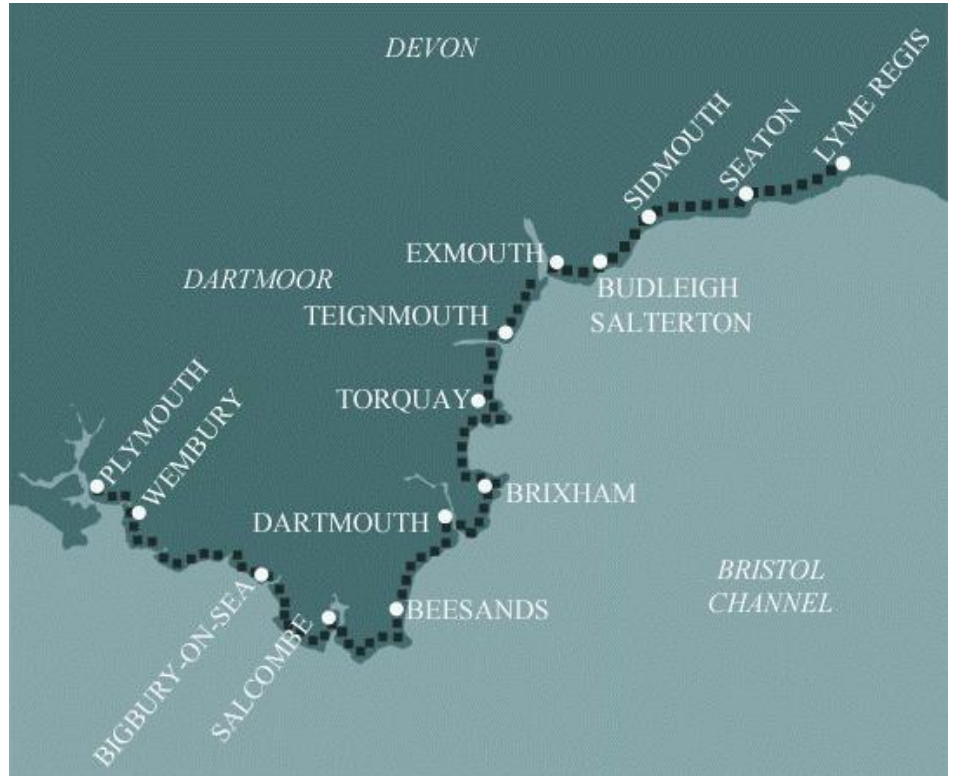 DEVON
LYME REGIS
SEATON
SIDMOUTH
EXMOUTH
BUDLEIGH
SALTERTON
DARTMOOR
TEIGNMOUTH
TORQUAY
PLYMOUTH
WEMBURY
BRIXHAM
DARTMOUTH
BRISTOL
CHANNEL
BEESANDS
BIGBURY-ON-SEA
SALCOMBE